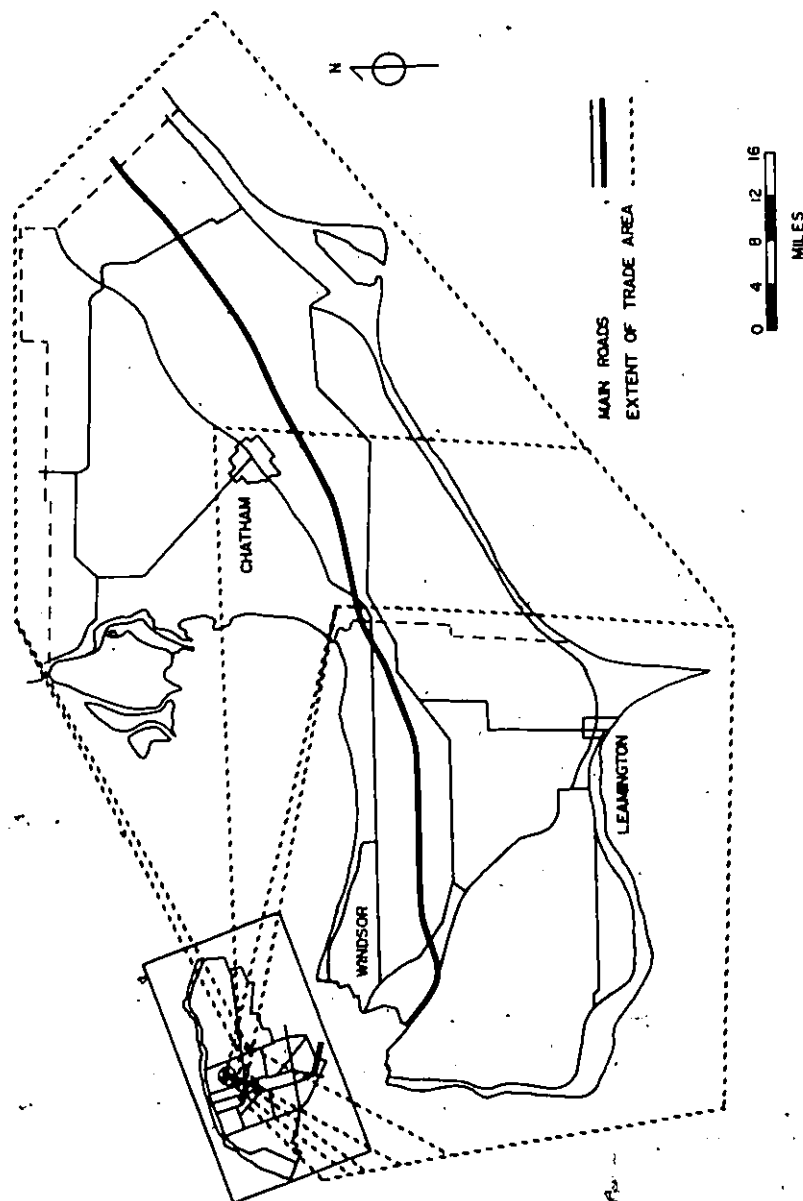 N
CHATHAM
WINDSOR
LEAMINGTON
MAIN ROADS
EXTENT OF TRADE AREA
0 4 8 12 16
MILES